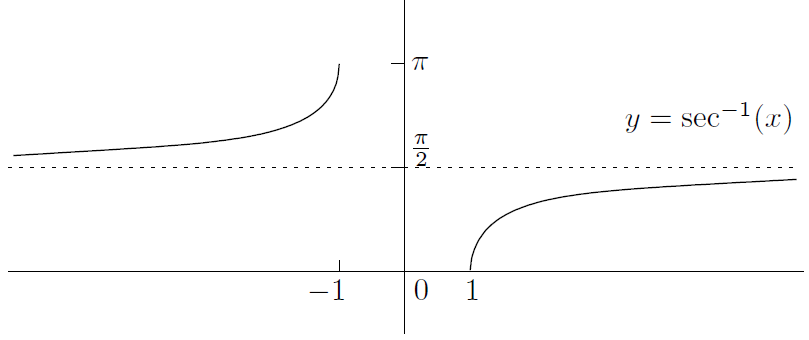 π
y = sec⁻¹(x)
π/2
−1 0 1